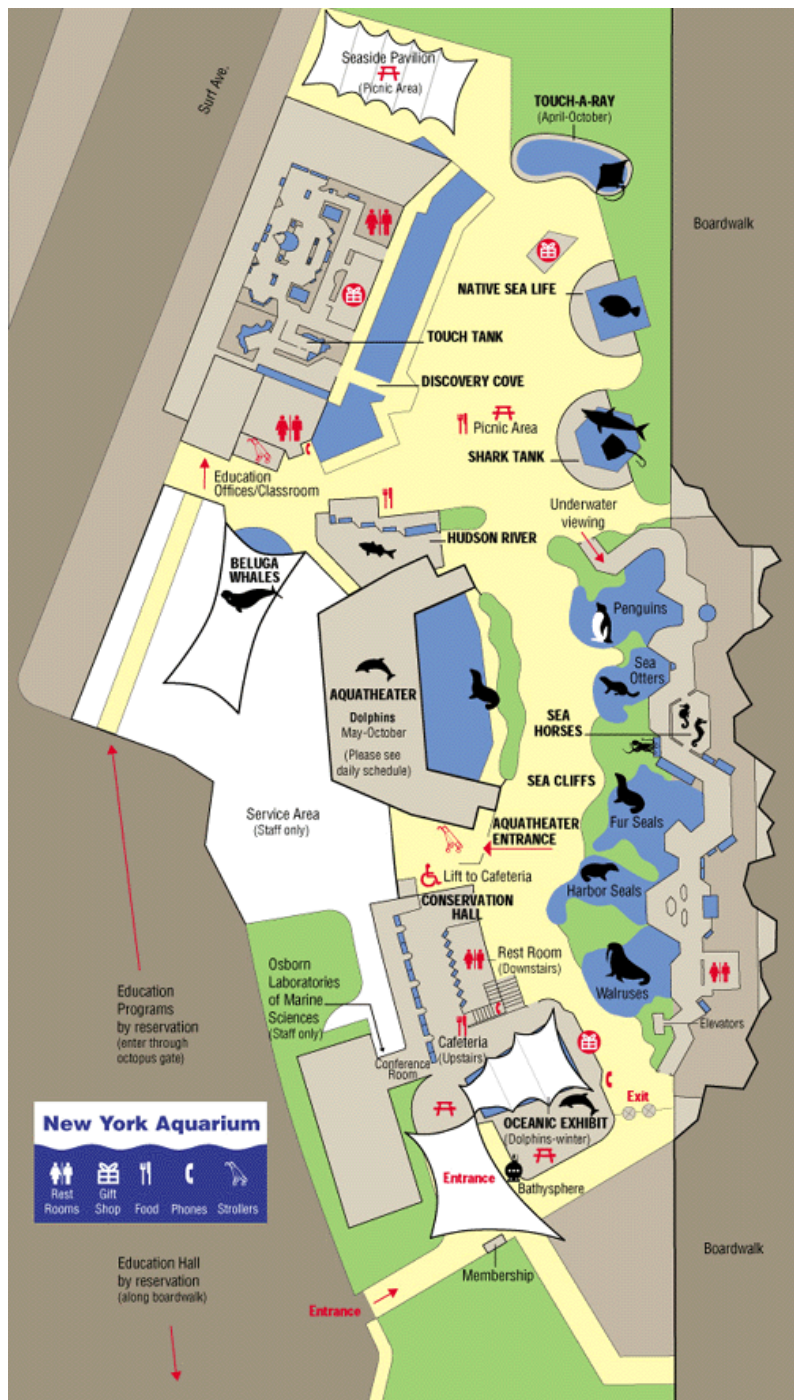 Seaside Pavilion
(Picnic Area)
Surf Ave.
TOUCH-A-RAY
(April-October)
Boardwalk
NATIVE SEA LIFE
TOUCH TANK
DISCOVERY COVE
Picnic Area
SHARK TANK
Education
Offices/Classroom
Underwater
viewing
HUDSON RIVER
BELUGA
WHALES
Penguins
Sea
Otters
AQUATHEATER
Dolphins
May-October
(Please see
daily schedule)
SEA
HORSES
SEA CLIFFS
Service Area
(Staff only)
Fur Seals
AQUATHEATER
ENTRANCE
Lift to Cafeteria
Harbor Seals
CONSERVATION
HALL
Rest Room
(Downstairs)
Osborn
Laboratories
of Marine
Sciences
(Staff only)
Walruses
Education
Programs
by reservation
(enter through
octopus gate)
Elevators
Cafeteria
(Upstairs)
Conference
Room
Exit
OCEANIC EXHIBIT
(Dolphins-winter)
New York Aquarium
Rest
Rooms
Gift
Shop
Food
Phones
Strollers
Entrance
Bathysphere
Boardwalk
Education Hall
by reservation
(along boardwalk)
Membership
Entrance